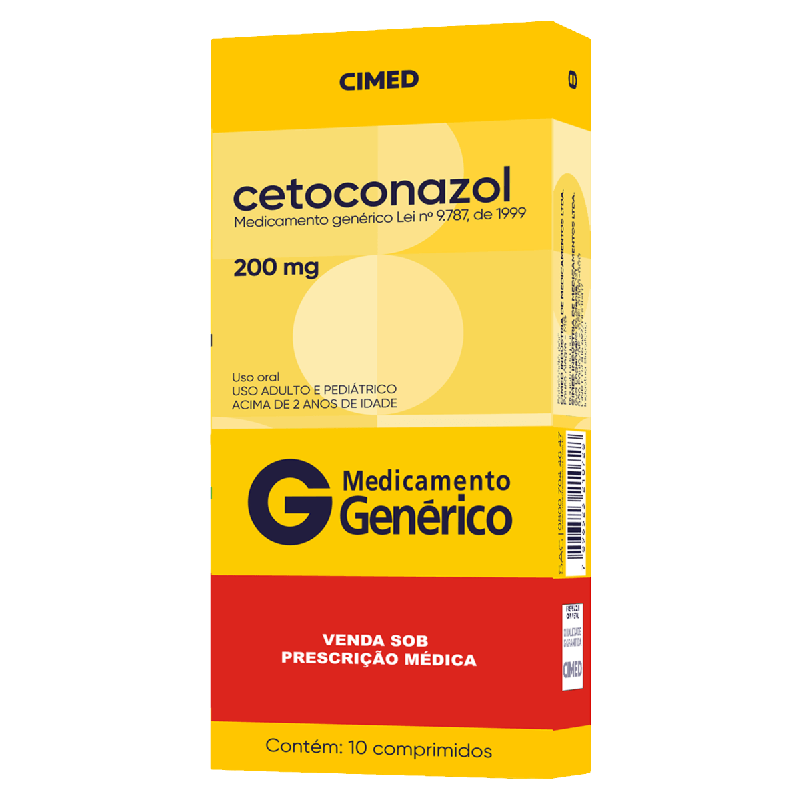 CIMED
cetoconazol
Medicamento genérico Lei nº 9.787, de 1999
200 mg
Uso oral
USO ADULTO E PEDIÁTRICO
ACIMA DE 2 ANOS DE IDADE
G Medicamento
Genérico
VENDA SOB
PRESCRIÇÃO MÉDICA
Contém: 10 comprimidos
CIMED